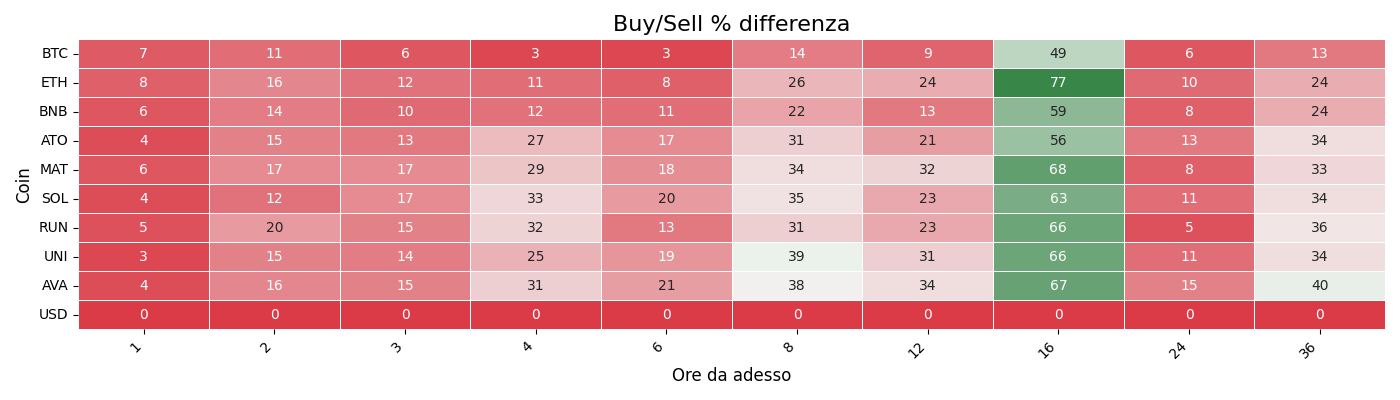 Buy/Sell % differenza
Coin
BTC 7 11 6 3 3 14 9 49 6 13
ETH 8 16 12 11 8 26 24 77 10 24
BNB 6 14 10 12 11 22 13 59 8 24
ATO 4 15 13 27 17 31 21 56 13 34
MAT 6 17 17 29 18 34 32 68 8 33
SOL 4 12 17 33 20 35 23 63 11 34
RUN 5 20 15 32 13 31 23 66 5 36
UNI 3 15 14 25 19 39 31 66 11 34
AVA 4 16 15 31 21 38 34 67 15 40
USD 0 0 0 0 0 0 0 0 0 0
1 2 3 4 6 8 12 16 24 36
Ore da adesso